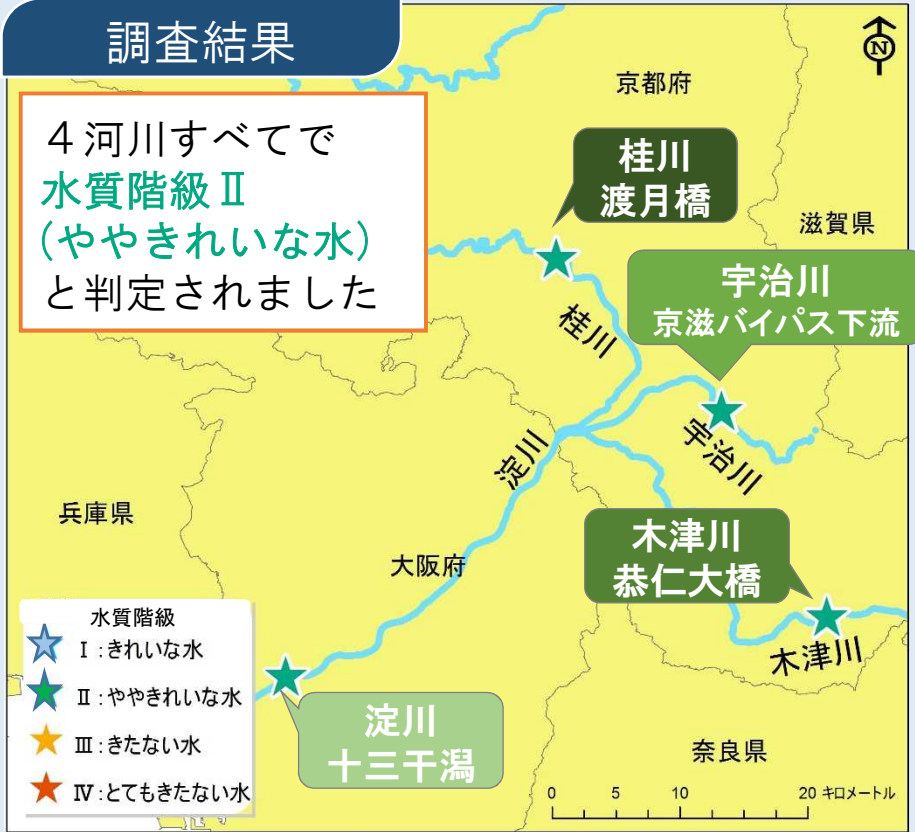 調査結果
N
京都府
４河川すべてで
水質階級Ⅱ
(ややきれいな水)
と判定されました
桂川
渡月橋
滋賀県
宇治川
京滋バイパス下流
桂川
宇治川
淀川
兵庫県
大阪府
木津川
恭仁大橋
木津川
水質階級
Ⅰ:きれいな水
Ⅱ:ややきれいな水
Ⅲ:きたない水
Ⅳ:とてもきたない水
淀川
十三干潟
奈良県
0 5 10 20 キロメートル